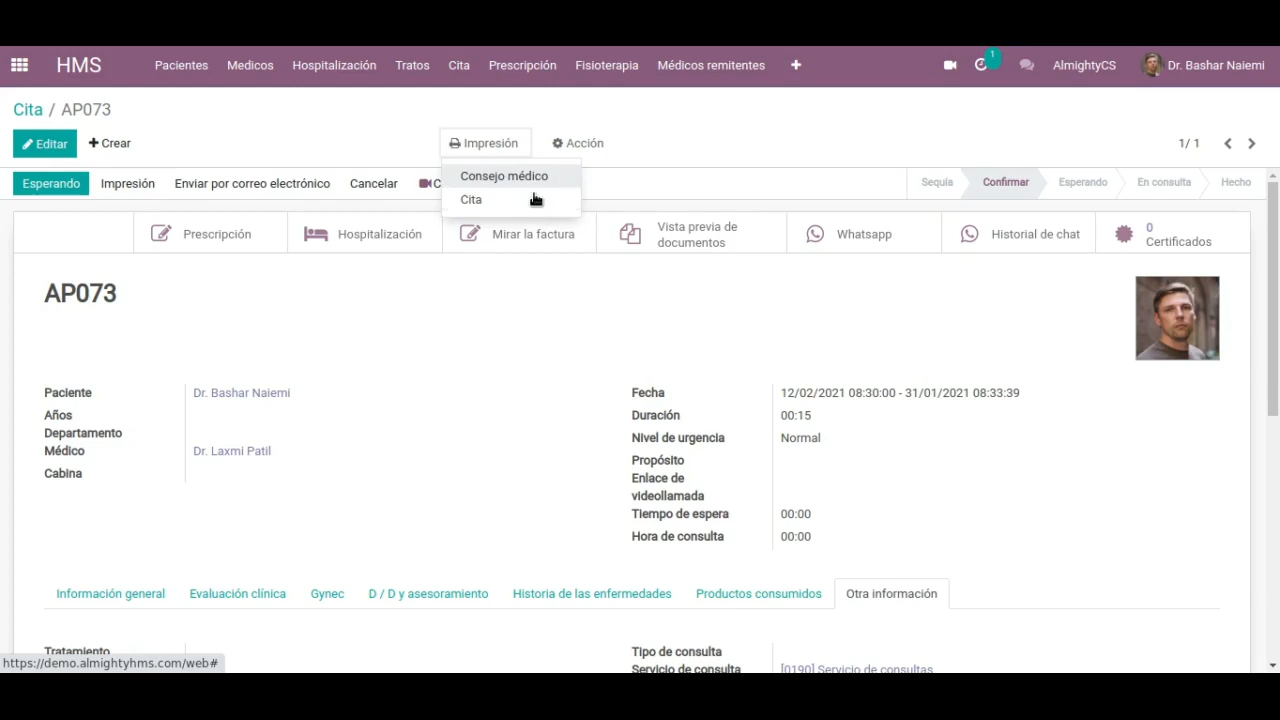 HMS Pacientes Medicos Hospitalización Tratos Cita Prescripción Fisioterapia Médicos remitentes 1 AlmightyCS Dr. Bashar Naiemi
Cita / AP073
Editar Crear Impresión Acción 1/ 1
Esperando Impresión Enviar por correo electrónico Cancelar C Sequia Confirmar Esperando En consulta Hecho
Consejo médico
Cita
Prescripción Hospitalización Mirar la factura Vista previa de
documentos Whatsapp Historial de chat 0
Certificados
AP073
Paciente Dr. Bashar Naiemi
Años
Departamento
Médico Dr. Laxmi Patil
Cabina
Fecha 12/02/2021 08:30:00 - 31/01/2021 08:33:39
Duración 00:15
Nivel de urgencia Normal
Propósito
Enlace de
videollamada
Tiempo de espera 00:00
Hora de consulta 00:00
Información general Evaluación clínica Gynec D / D y asesoramiento Historia de las enfermedades Productos consumidos Otra información
Tratamiento
Tipo de consulta
Servicio de consulta [0190] Servicio de consultas
https://demo.almightyhms.com/web#